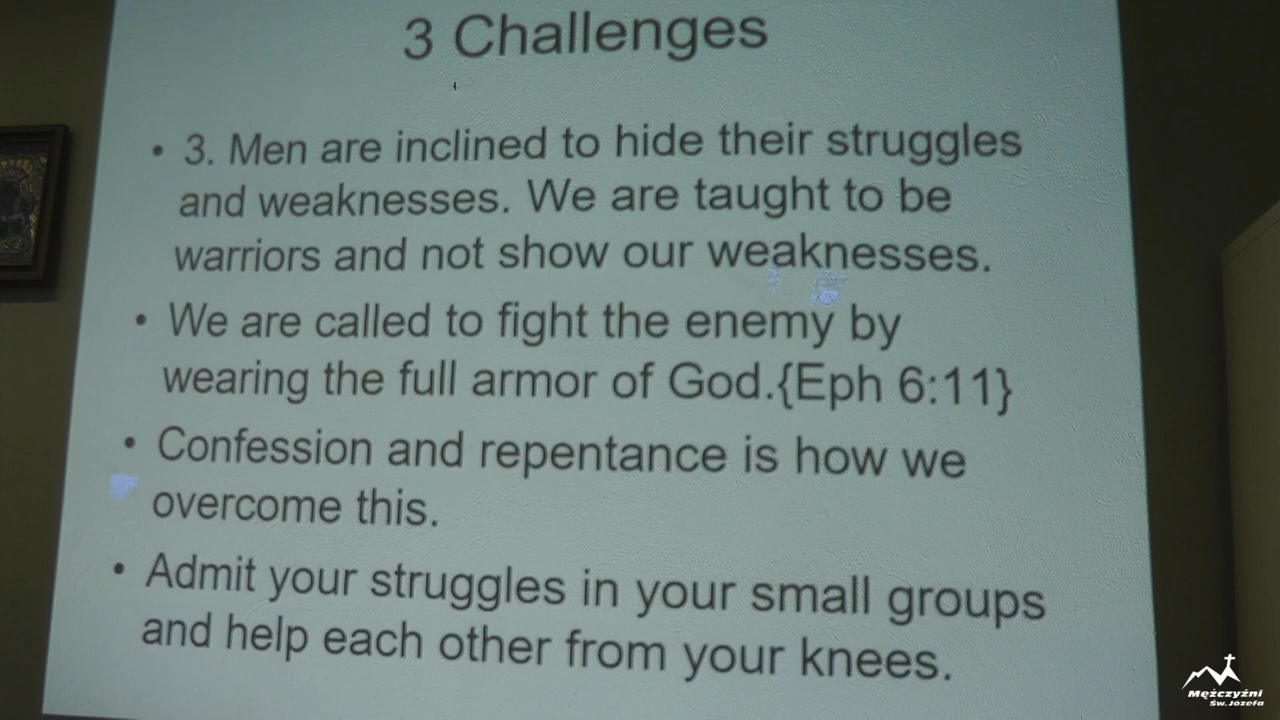 3 Challenges
• 3. Men are inclined to hide their struggles
and weaknesses. We are taught to be
warriors and not show our weaknesses.
• We are called to fight the enemy by
wearing the full armor of God.{Eph 6:11}
• Confession and repentance is how we
overcome this.
• Admit your struggles in your small groups
and help each other from your knees.
Mężczyźni
Św. Józefa